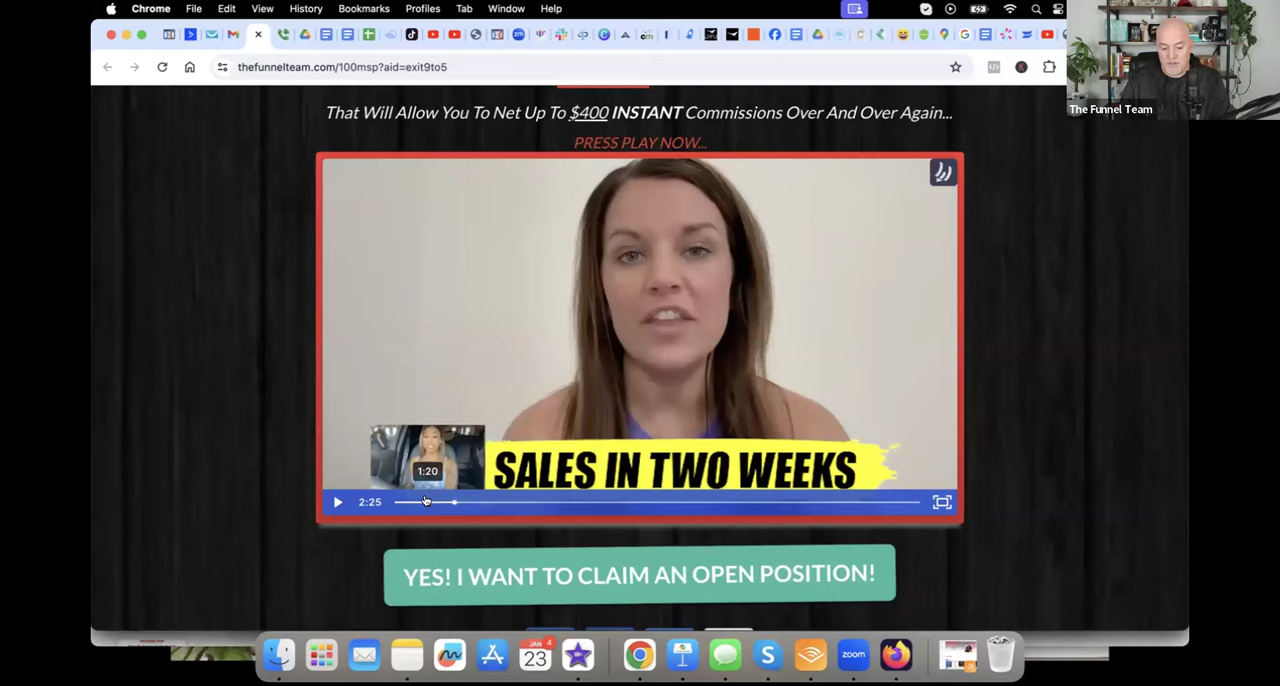 Chrome File Edit View History Bookmarks Profiles Tab Window Help
thefunnelteam.com/100msp?aid=exit9to5
The Funnel Team
That Will Allow You To Net Up To $400 INSTANT Commissions Over And Over Again...
PRESS PLAY NOW...
1:20
SALES IN TWO WEEKS
2:25
YES! I WANT TO CLAIM AN OPEN POSITION!
JAN 4
23
zoom